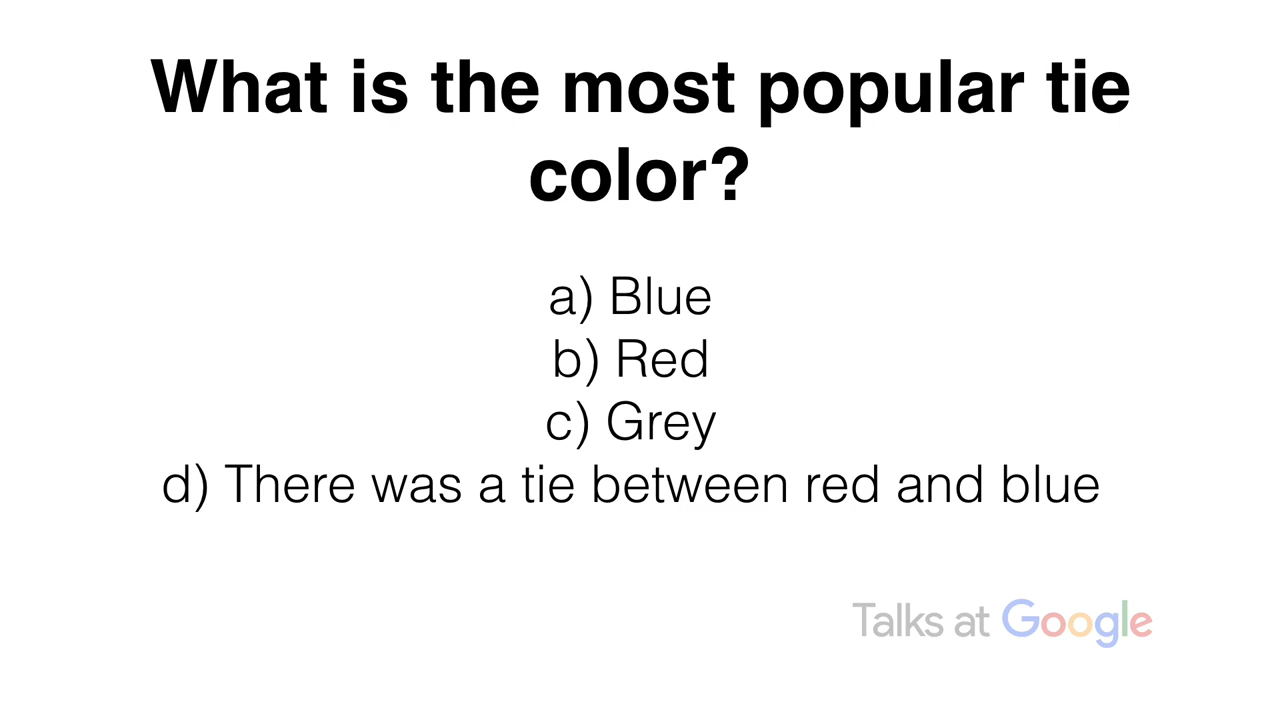 What is the most popular tie
color?
a) Blue
b) Red
c) Grey
d) There was a tie between red and blue
Talks at Google